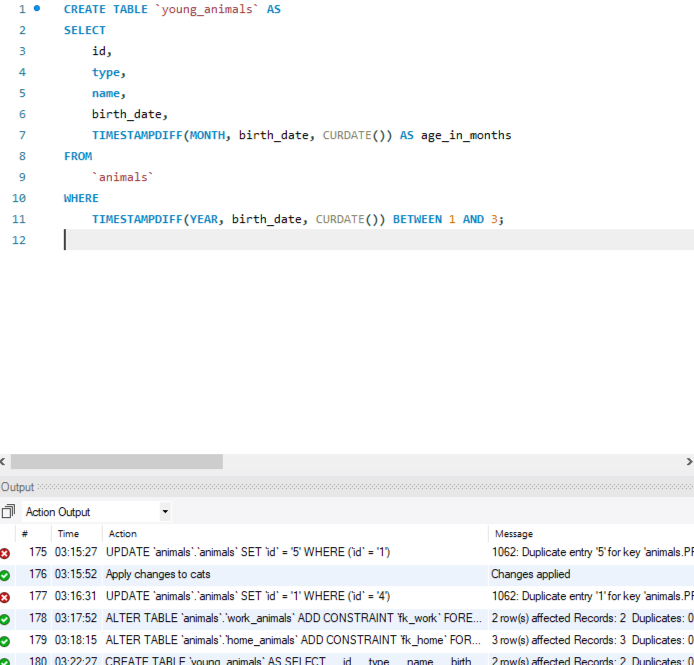 1 CREATE TABLE `young_animals` AS
2 SELECT
3 id,
4 type,
5 name,
6 birth_date,
7 TIMESTAMPDIFF(MONTH, birth_date, CURDATE()) AS age_in_months
8 FROM
9 `animals`
10 WHERE
11 TIMESTAMPDIFF(YEAR, birth_date, CURDATE()) BETWEEN 1 AND 3;
12
Output
Action Output
# Time Action Message
175 03:15:27 UPDATE `animals`.`animals` SET `id` = '5' WHERE (`id` = '1') 1062: Duplicate entry '5' for key 'animals.PR
176 03:15:52 Apply changes to cats Changes applied
177 03:16:31 UPDATE `animals`.`animals` SET `id` = '1' WHERE (`id` = '4') 1062: Duplicate entry '1' for key 'animals.PR
178 03:17:52 ALTER TABLE `animals`.`work_animals` ADD CONSTRAINT `fk_work` FORE... 2 row(s) affected Records: 2 Duplicates: 0
179 03:18:15 ALTER TABLE `animals`.`home_animals` ADD CONSTRAINT `fk_home` FOR... 3 row(s) affected Records: 3 Duplicates: 0
180 03:22:27 CREATE TABLE `young_animals` AS SELECT id, type, name, birth... 2 row(s) affected Records: 2 Duplicates: 0